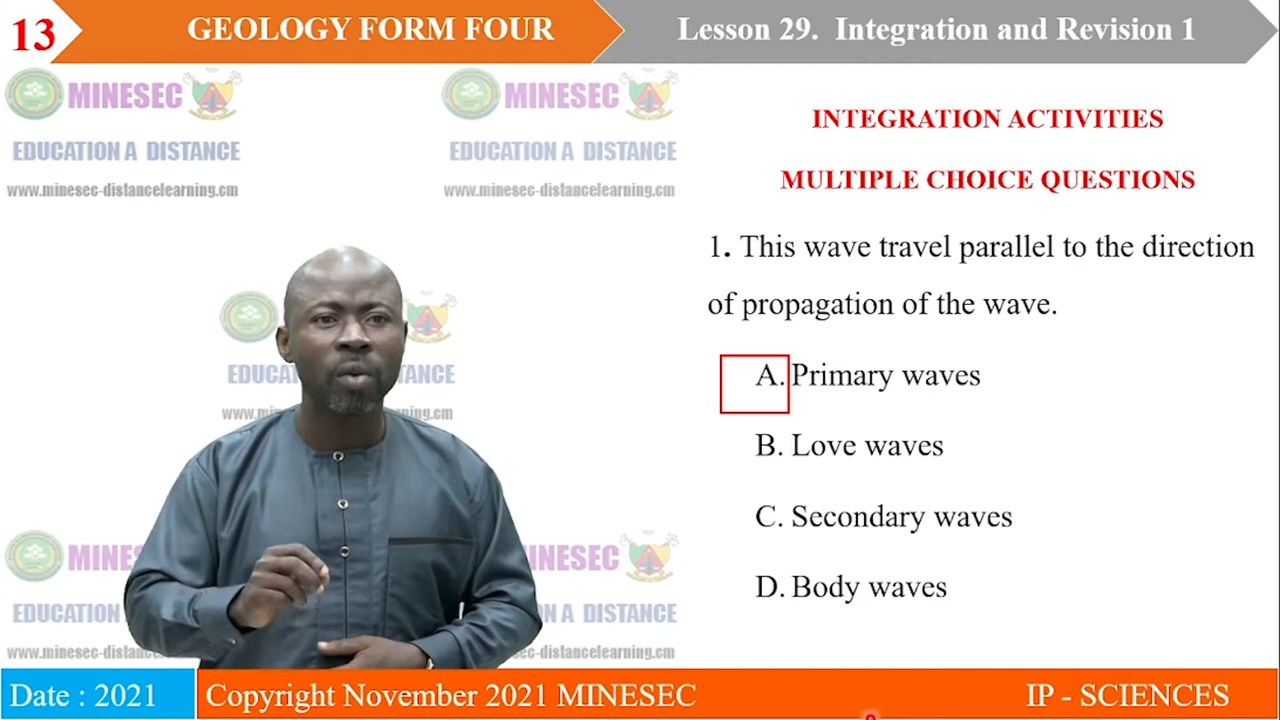 13
GEOLOGY FORM FOUR
Lesson 29. Integration and Revision 1
MINESEC
EDUCATION A DISTANCE
www.minesec-distancelearning.cm
MINESEC
EDUCATION A DISTANCE
www.minesec-distancelearning.cm
INTEGRATION ACTIVITIES
MULTIPLE CHOICE QUESTIONS
1. This wave travel parallel to the direction
of propagation of the wave.
A. Primary waves
B. Love waves
C. Secondary waves
D. Body waves
Date : 2021
Copyright November 2021 MINESEC
IP - SCIENCES